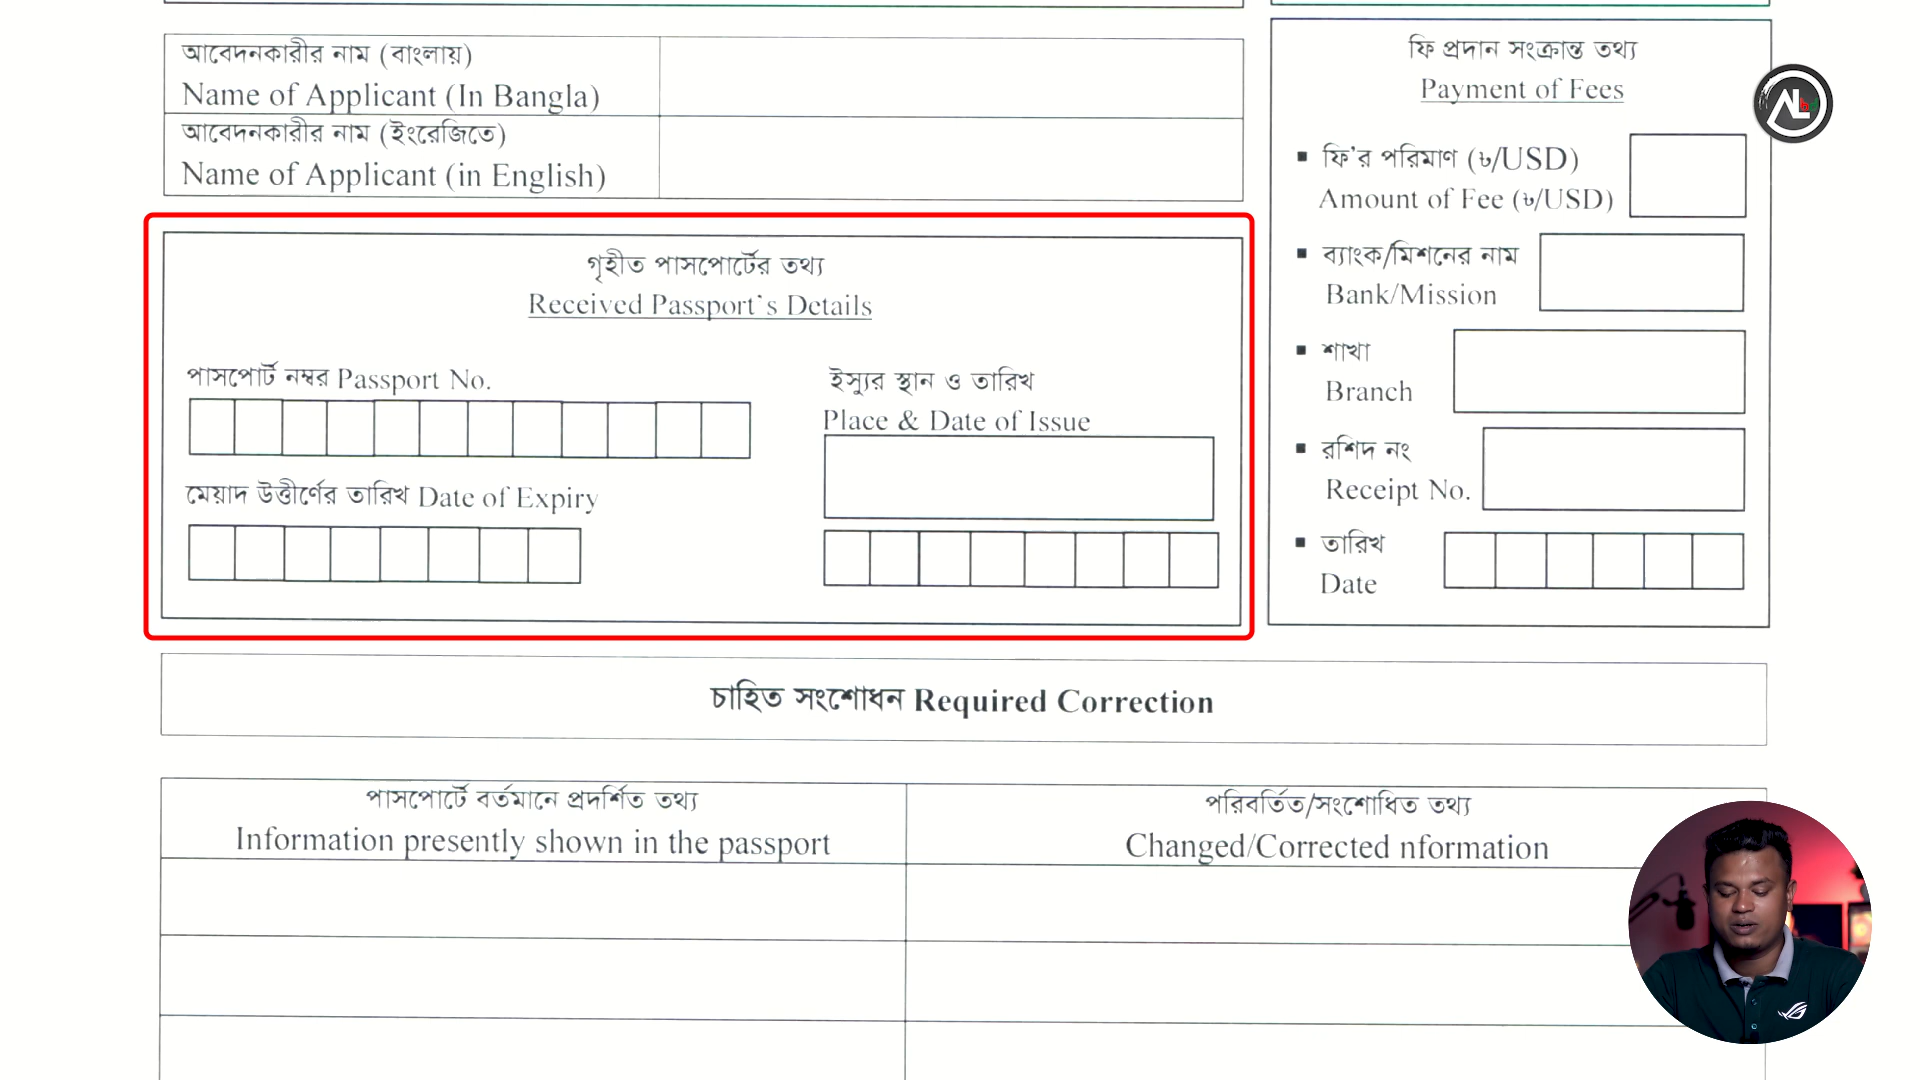 আবেদনকারীর নাম (বাংলায়)
Name of Applicant (In Bangla)
আবেদনকারীর নাম (ইংরেজিতে)
Name of Applicant (in English)
গৃহীত পাসপোর্টের তথ্য
Received Passport's Details
পাসপোর্ট নম্বর Passport No.
ইস্যুর স্থান ও তারিখ
Place & Date of Issue
মেয়াদ উত্তীর্ণের তারিখ Date of Expiry
ফি প্রদান সংক্রান্ত তথ্য
Payment of Fees
▪ ফি'র পরিমাণ (৳/USD)
Amount of Fee (৳/USD)
▪ ব্যাংক/মিশনের নাম
Bank/Mission
▪ শাখা
Branch
▪ রশিদ নং
Receipt No.
▪ তারিখ
Date
চাহিত সংশোধন Required Correction
পাসপোর্টে বর্তমানে প্রদর্শিত তথ্য
Information presently shown in the passport
পরিবর্তিত/সংশোধিত তথ্য
Changed/Corrected nformation